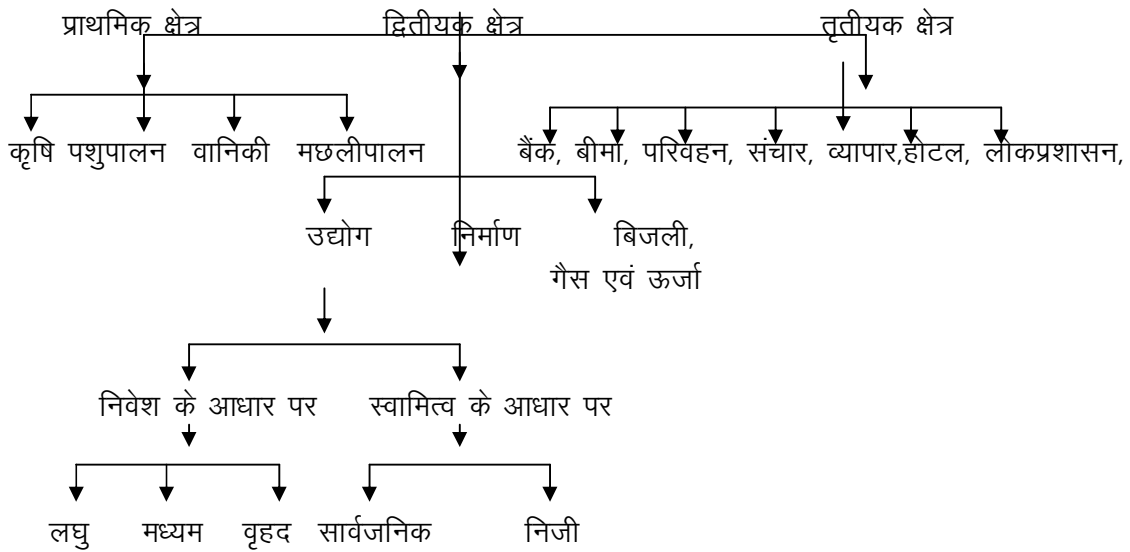 प्राथमिक क्षेत्र द्वितीयक क्षेत्र तृतीयक क्षेत्र
कृषि पशुपालन वानिकी मछलीपालन बैंक, बीमा, परिवहन, संचार, व्यापार,होटल, लोकप्रशासन,
उद्योग निर्माण बिजली,
गैस एवं ऊर्जा
निवेश के आधार पर स्वामित्व के आधार पर
लघु मध्यम वृहद सार्वजनिक निजी